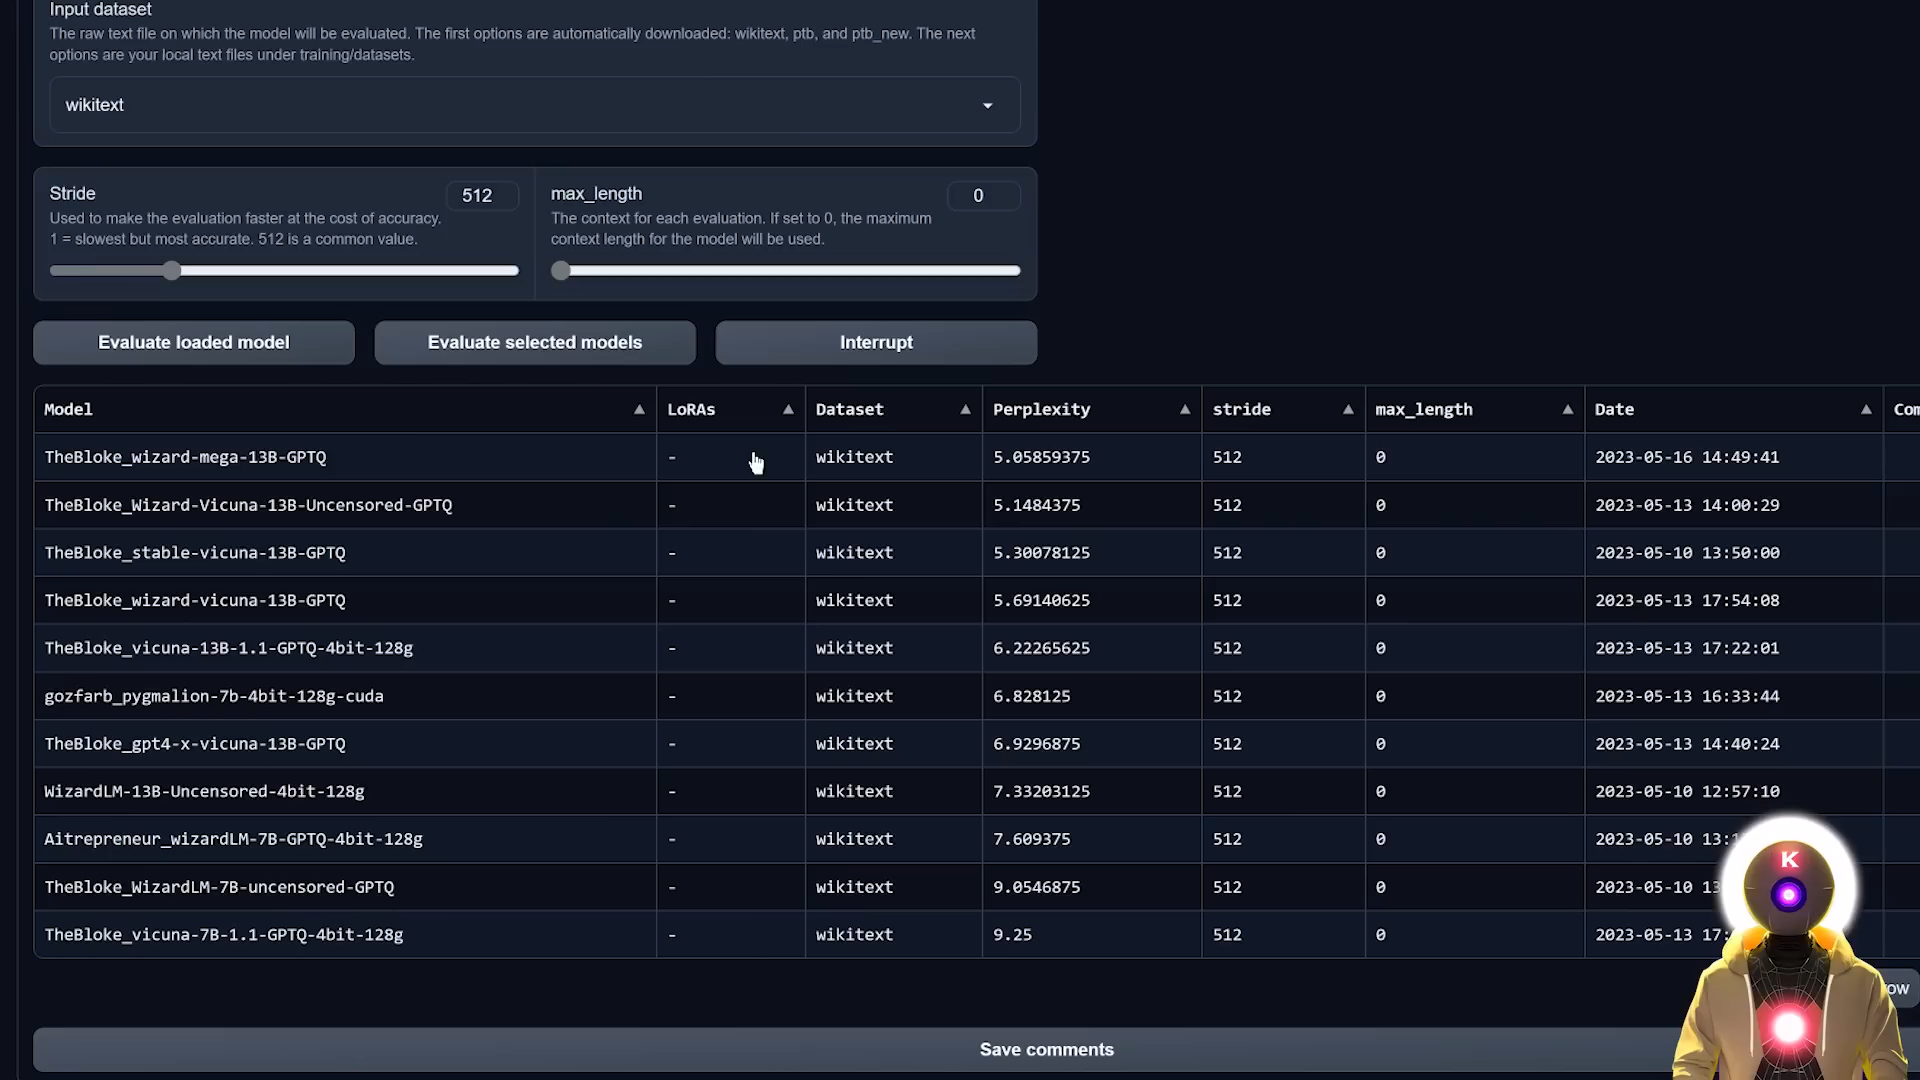 Input dataset
The raw text file on which the model will be evaluated. The first options are automatically downloaded: wikitext, ptb, and ptb_new. The next
options are your local text files under training/datasets.
wikitext
Stride 512 max_length 0
Used to make the evaluation faster at the cost of accuracy. The context for each evaluation. If set to 0, the maximum
1 = slowest but most accurate. 512 is a common value. context length for the model will be used.
Evaluate loaded model Evaluate selected models Interrupt
Model LoRAs Dataset Perplexity stride max_length Date
TheBloke_wizard-mega-13B-GPTQ - wikitext 5.05859375 512 0 2023-05-16 14:49:41
TheBloke_Wizard-Vicuna-13B-Uncensored-GPTQ - wikitext 5.1484375 512 0 2023-05-13 14:00:29
TheBloke_stable-vicuna-13B-GPTQ - wikitext 5.30078125 512 0 2023-05-10 13:50:00
TheBloke_wizard-vicuna-13B-GPTQ - wikitext 5.69140625 512 0 2023-05-13 17:54:08
TheBloke_vicuna-13B-1.1-GPTQ-4bit-128g - wikitext 6.22265625 512 0 2023-05-13 17:22:01
gozfarb_pygmalion-7b-4bit-128g-cuda - wikitext 6.828125 512 0 2023-05-13 16:33:44
TheBloke_gpt4-x-vicuna-13B-GPTQ - wikitext 6.9296875 512 0 2023-05-13 14:40:24
WizardLM-13B-Uncensored-4bit-128g - wikitext 7.33203125 512 0 2023-05-10 12:57:10
Aitrepreneur_wizardLM-7B-GPTQ-4bit-128g - wikitext 7.609375 512 0 2023-05-10
TheBloke_WizardLM-7B-uncensored-GPTQ - wikitext 9.0546875 512 0 2023-05-10
TheBloke_vicuna-7B-1.1-GPTQ-4bit-128g - wikitext 9.25 512 0 2023-05-13
K
Save comments